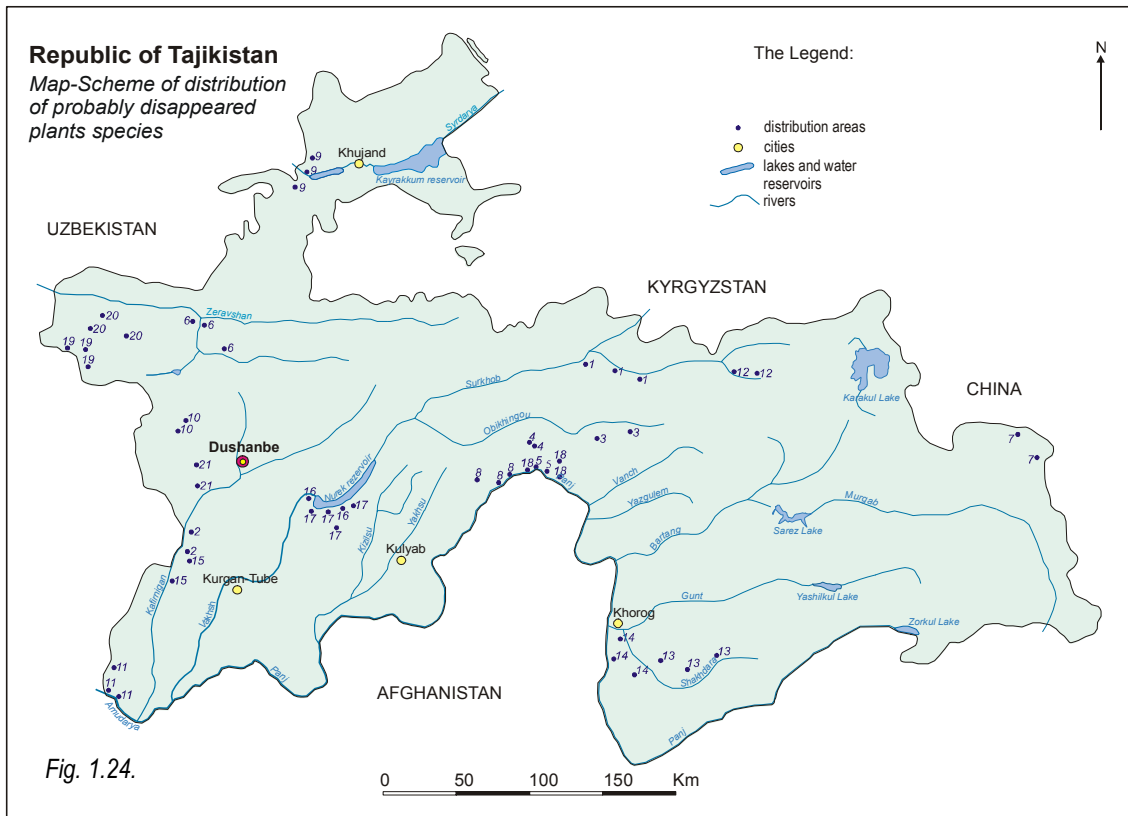 Republic of Tajikistan
Map-Scheme of distribution
of probably disappeared
plants species
The Legend:
N
distribution areas
cities
lakes and water
reservoirs
rivers
Syrdarya
9
Khujand
9
Kayrakkum reservoir
9
UZBEKISTAN
KYRGYZSTAN
Zeravshan
20
6
6
20
20
19
19
6
19
1
1
1
12
12
Surkhob
Karakul Lake
CHINA
10
10
Obikhingou
Dushanbe
4
4
3
3
7
7
21
21
18
5
5
18
18
8
8
8
Panj
Vanch
Nurek rezervoir
Yazgulem
Murgab
16
17
17
16
17
17
Kizilsu
Yakhsu
Sarez Lake
Bartang
2
2
15
15
Kulyab
Kurgan-Tube
Kafirnigan
Vakhsh
Gunt
Yashilkul Lake
Khorog
Zorkul Lake
14
14
14
13
13
13
Shakhdara
11
11
11
Panj
AFGHANISTAN
Amudarya
Panj
Fig. 1.24.
0 50 100 150 Km